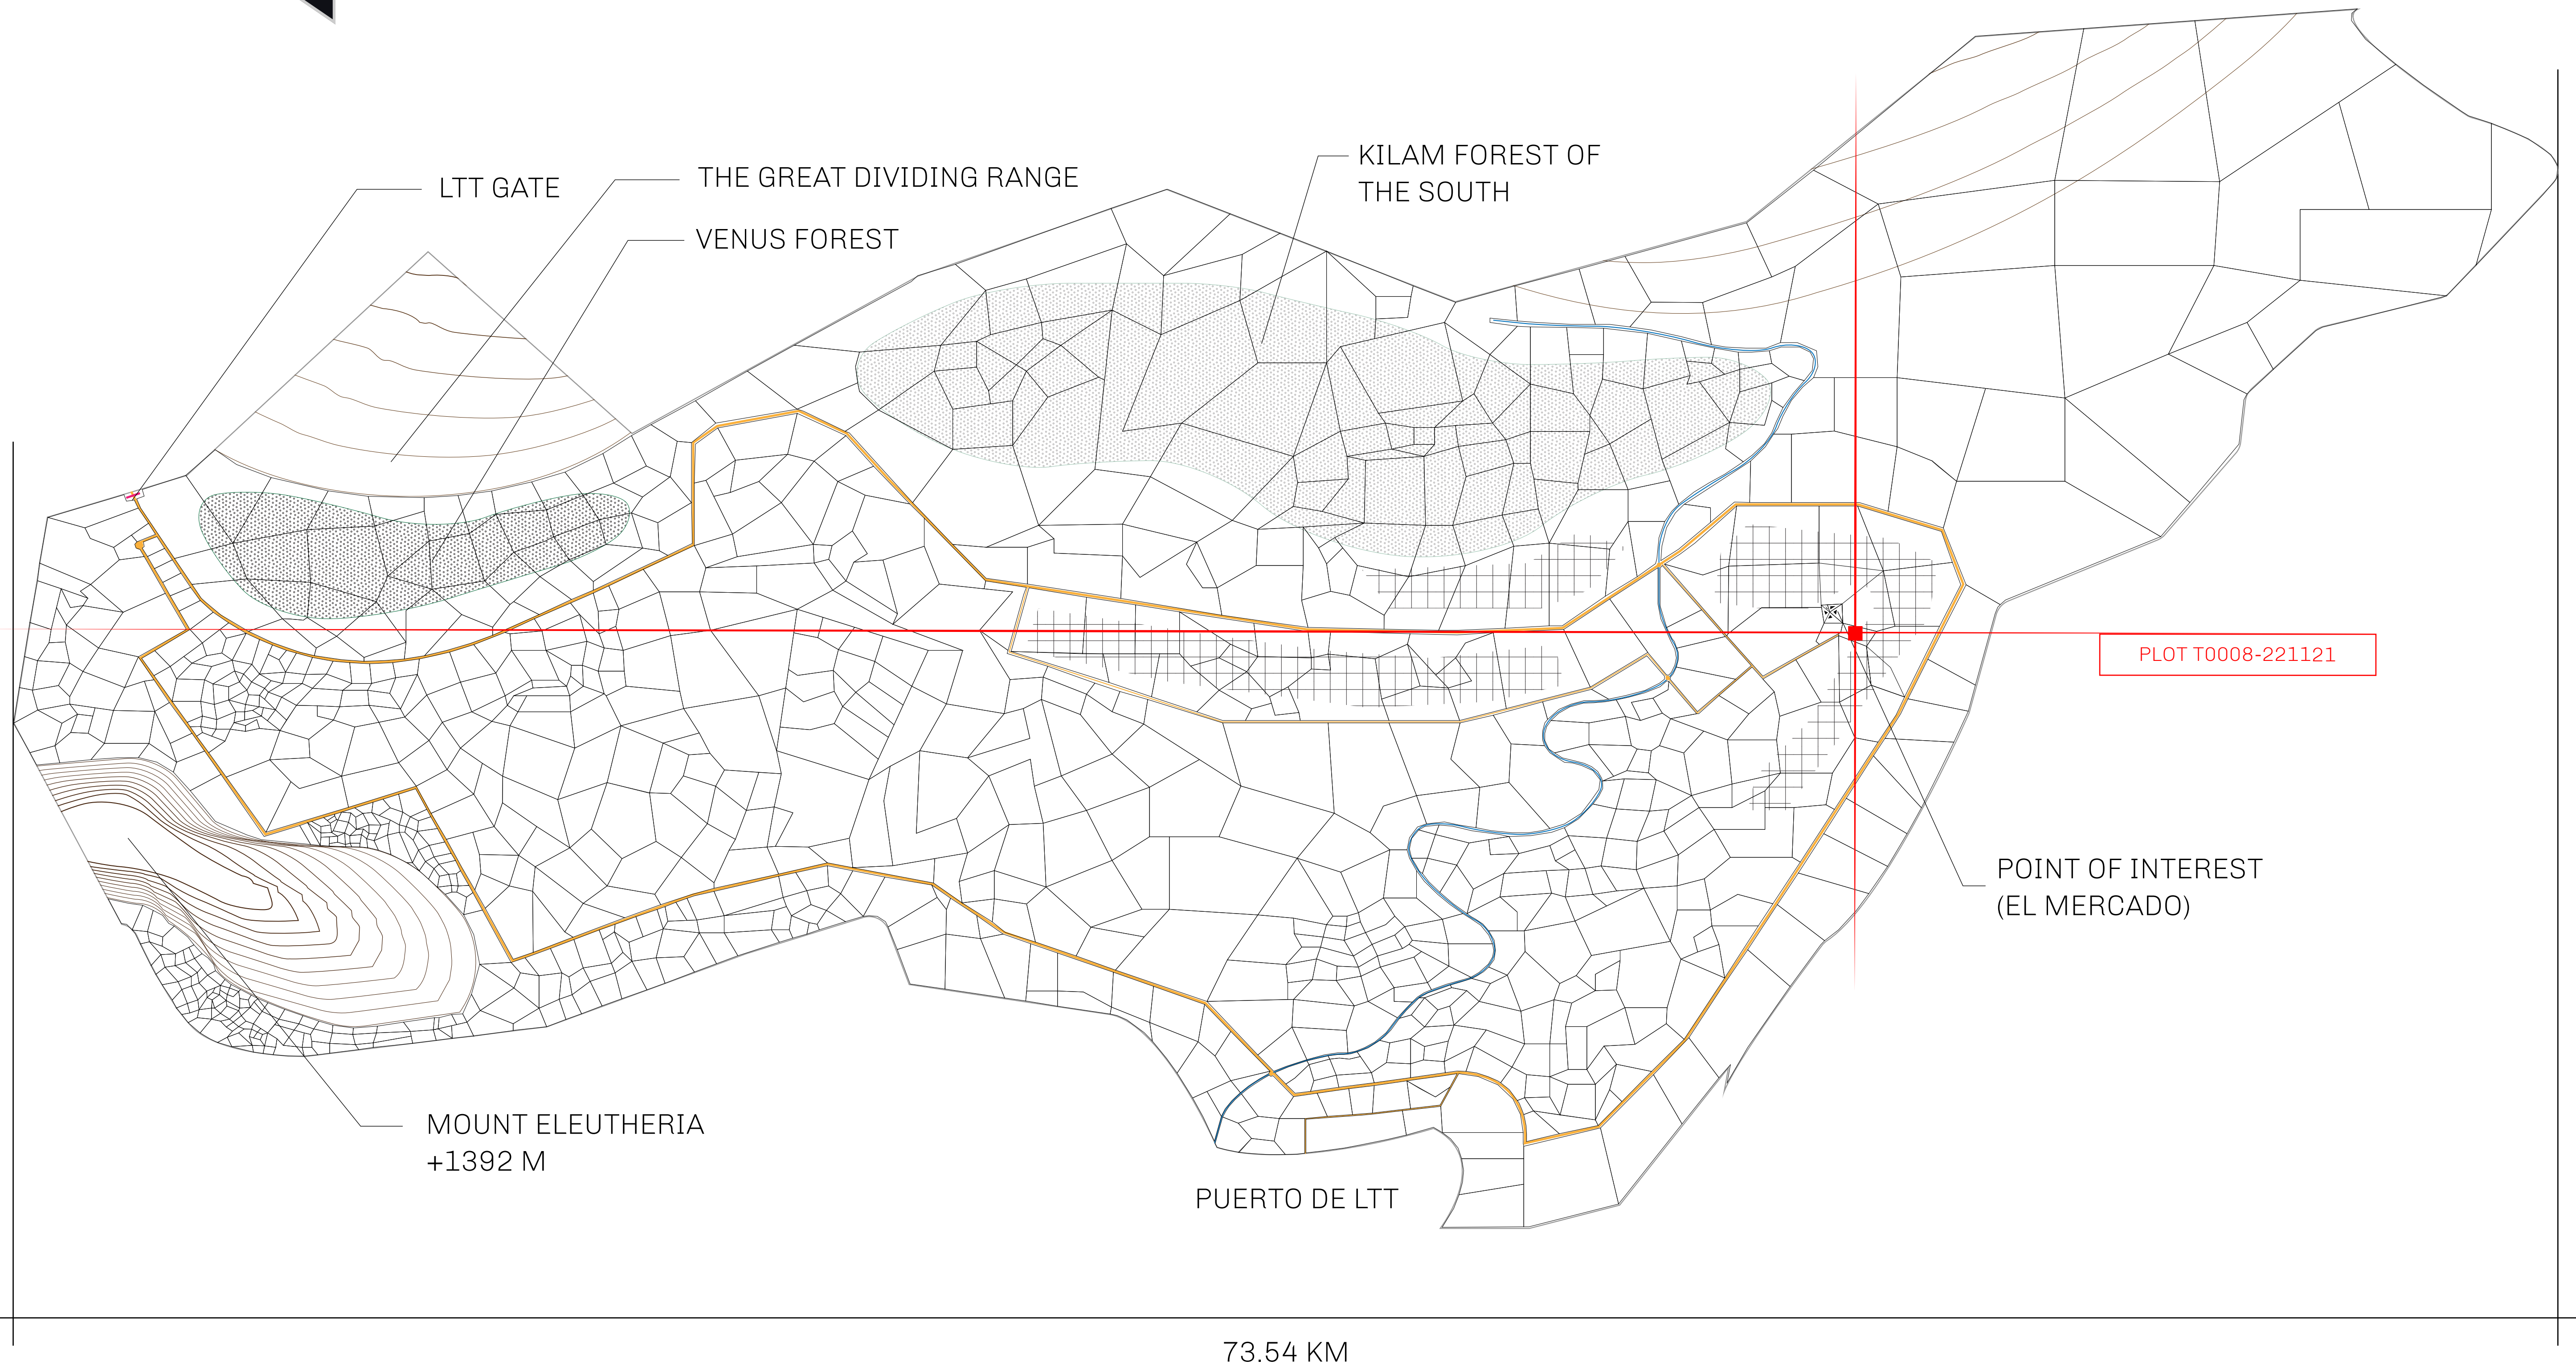 KILAM FOREST OF
THE SOUTH
LTT GATE
THE GREAT DIVIDING RANGE
VENUS FOREST
PLOT T0008-221121
POINT OF INTEREST
(EL MERCADO)
MOUNT ELEUTHERIA
+1392 M
PUERTO DE LTT
73.54 KM